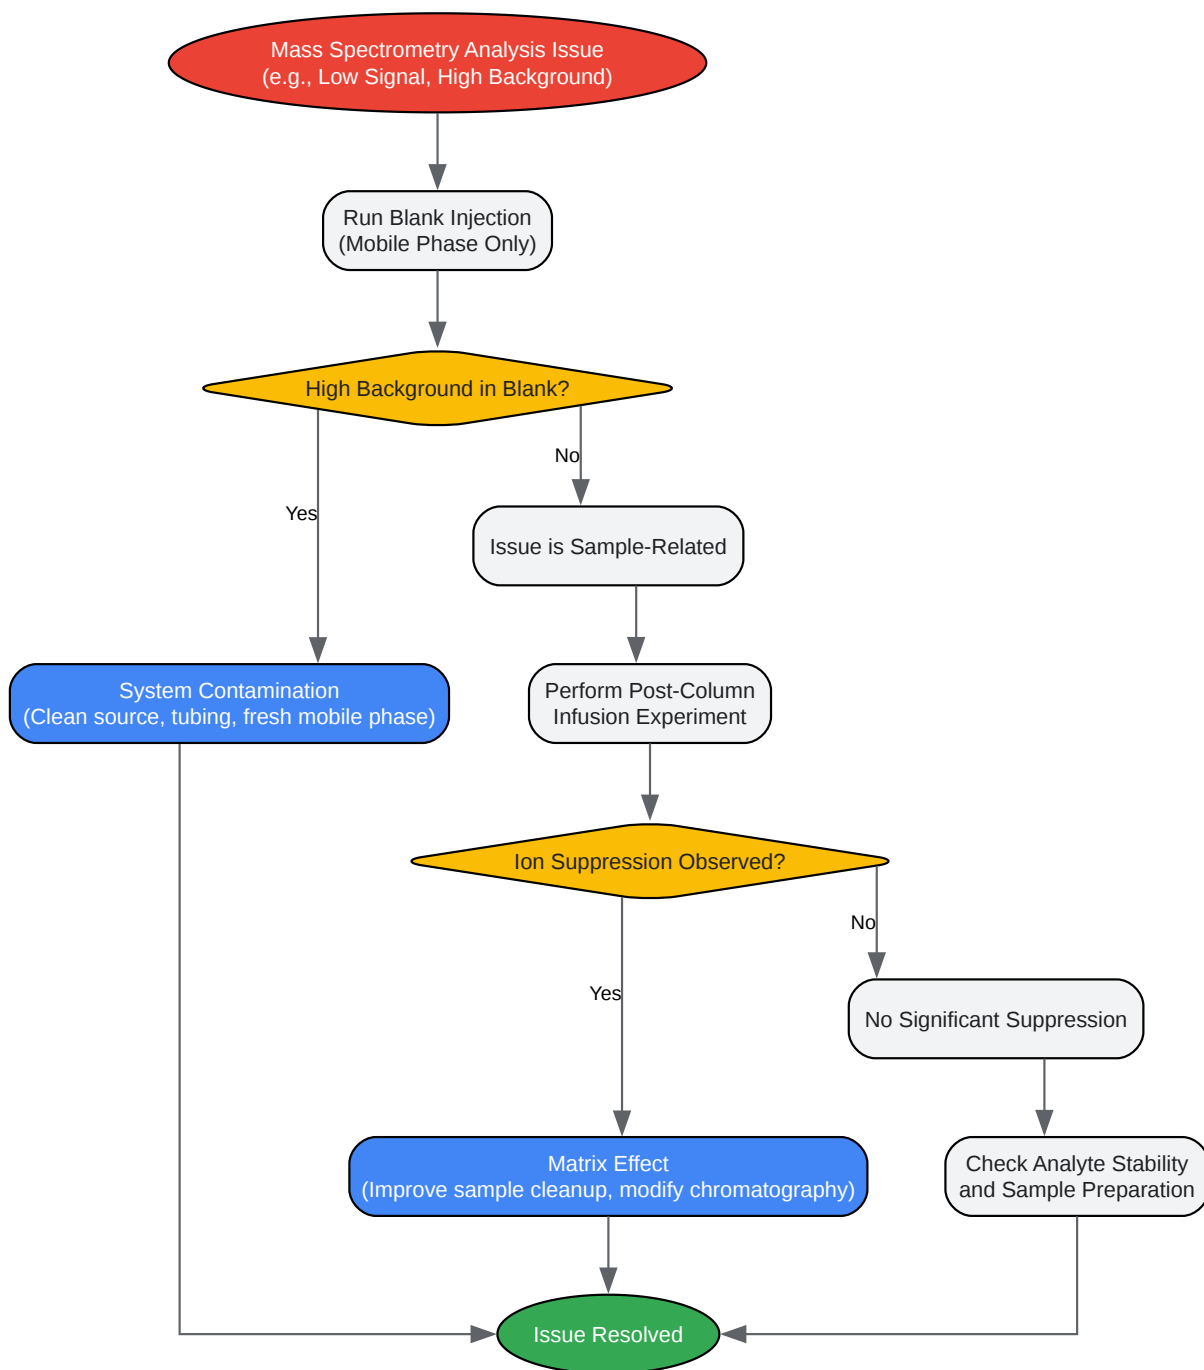 Mass Spectrometry Analysis Issue
(e.g., Low Signal, High Background)
Run Blank Injection
(Mobile Phase Only)
High Background in Blank?
No
Yes
Issue is Sample-Related
System Contamination
(Clean source, tubing, fresh mobile phase)
Perform Post-Column
Infusion Experiment
Ion Suppression Observed?
No
Yes
No Significant Suppression
Matrix Effect
(Improve sample cleanup, modify chromatography)
Check Analyte Stability
and Sample Preparation
Issue Resolved